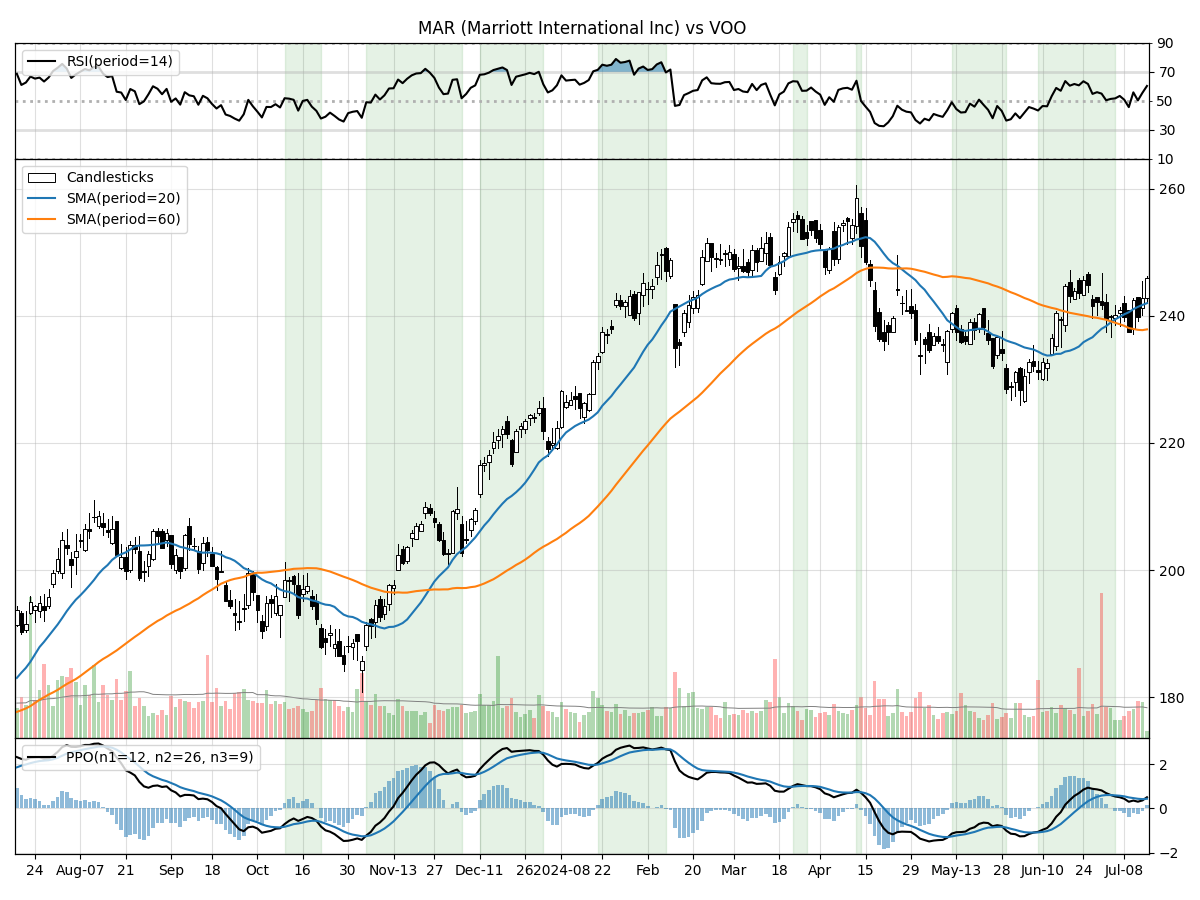 MAR (Marriott International Inc) vs VOO
RSI(period=14)
90
70
50
30
10
Candlesticks
SMA(period=20)
SMA(period=60)
260
240
220
200
180
PPO(n1=12, n2=26, n3=9)
2
0
−2
24 Aug-07 21 Sep 18 Oct 16 30 Nov-13 27 Dec-11 26 2024-08 22 Feb 20 Mar 18 Apr 15 29 May-13 28 Jun-10 24 Jul-08